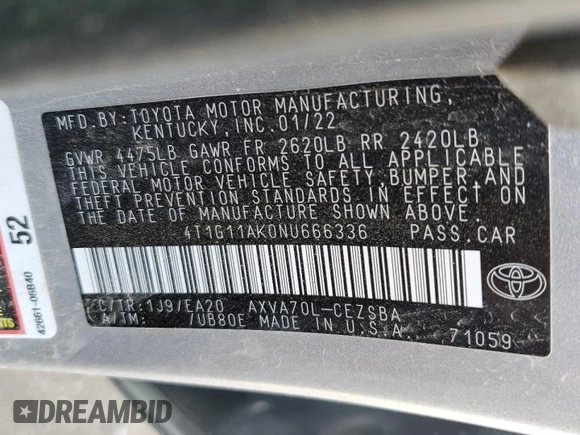 MFD.BY:TOYOTA MOTOR MANUFACTURING,
KENTUCKY,INC.01/22
GVWR 4475LB GAWR FR 2620LB RR 2420LB
THIS VEHICLE CONFORMS TO ALL APPLICABLE
FEDERAL MOTOR VEHICLE SAFETY,BUMPER,AND
THEFT PREVENTION STANDARDS IN EFFECT ON
THE DATE OF MANUFACTURE SHOWN ABOVE.
4T1G11AK0NU666336 PASS.CAR
C/TR:1J9/EA20 AXVA70L-CEZSBA
A/TM: /UB80E MADE IN U.S.A.
71059
52
42661-06B40
DREAMBID